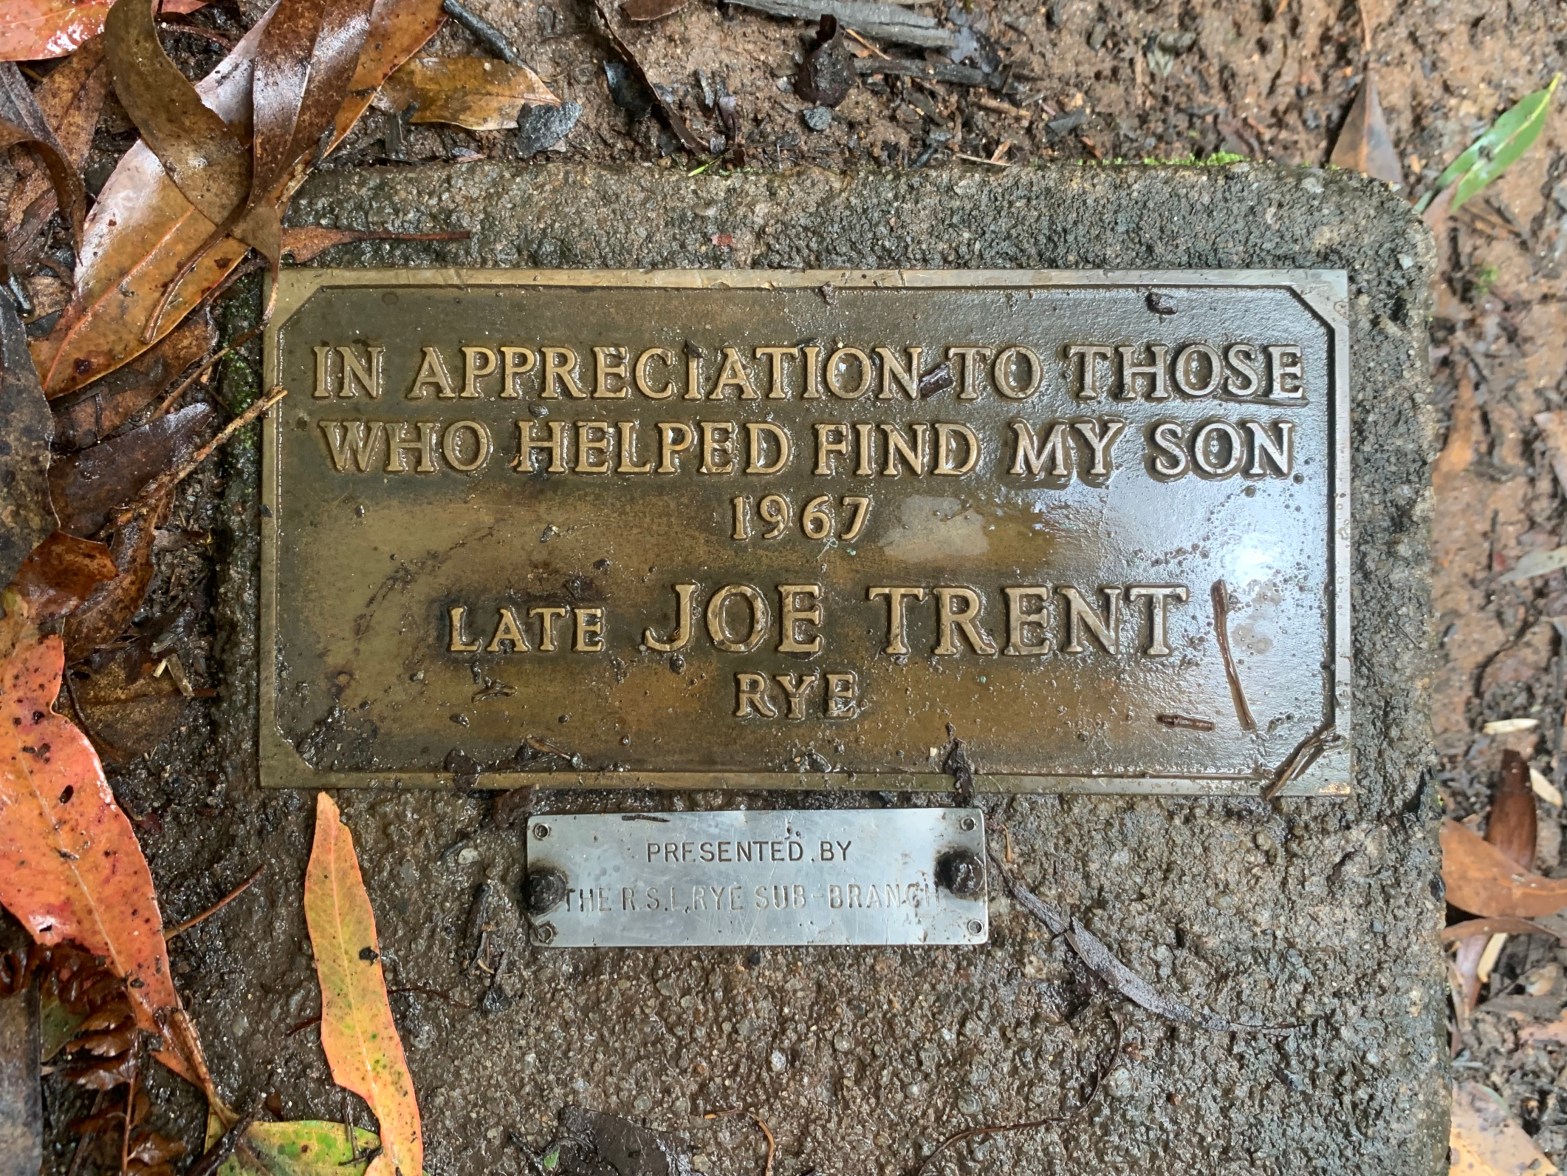 IN APPRECIATION TO THOSE
WHO HELPED FIND MY SON
1967
LATE JOE TRENT
RYE
PRESENTED BY
THE R.S.L. RYE SUB-BRANCH